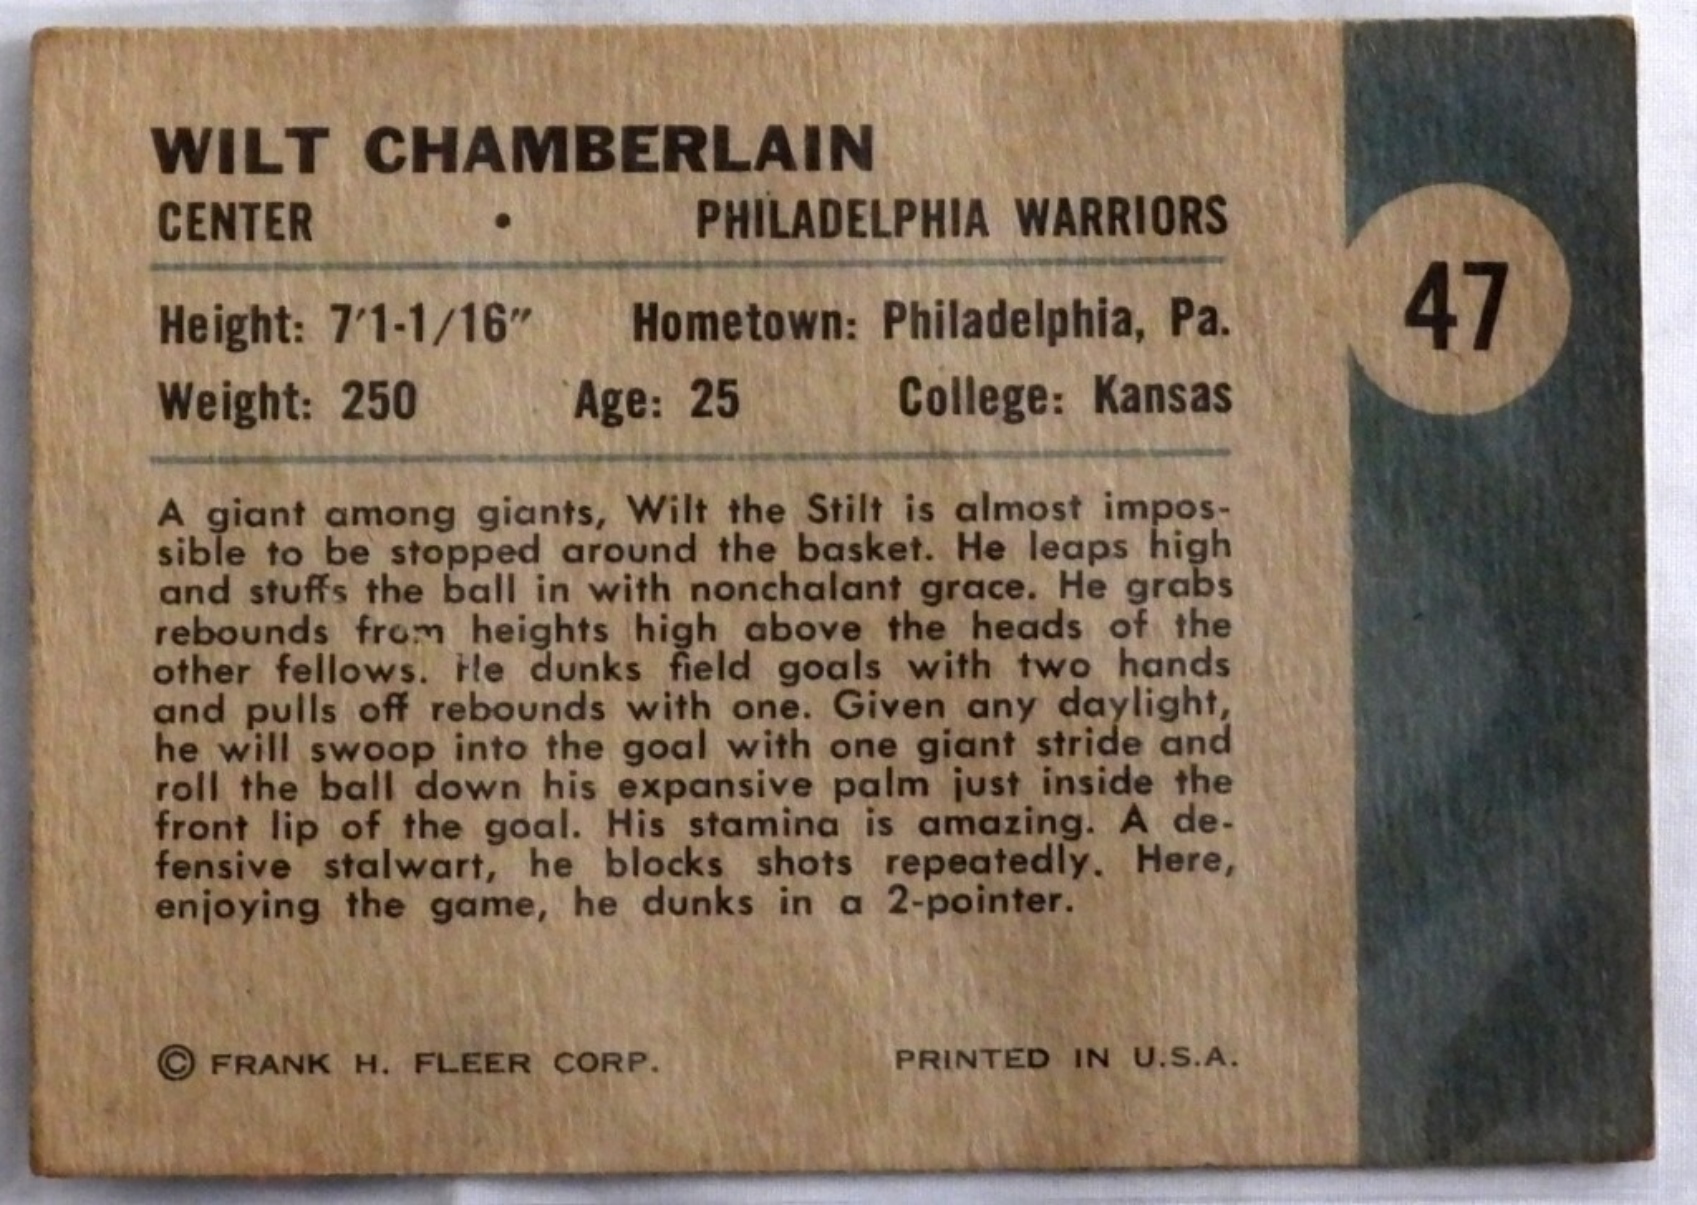 WILT CHAMBERLAIN
CENTER • PHILADELPHIA WARRIORS
Height: 7'1-1/16" Hometown: Philadelphia, Pa.
Weight: 250 Age: 25 College: Kansas
47
A giant among giants, Wilt the Stilt is almost impos-
sible to be stopped around the basket. He leaps high
and stuffs the ball in with nonchalant grace. He grabs
rebounds from heights high above the heads of the
other fellows. He dunks field goals with two hands
and pulls off rebounds with one. Given any daylight,
he will swoop into the goal with one giant stride and
roll the ball down his expansive palm just inside the
front lip of the goal. His stamina is amazing. A de-
fensive stalwart, he blocks shots repeatedly. Here,
enjoying the game, he dunks in a 2-pointer.
© FRANK H. FLEER CORP. PRINTED IN U.S.A.